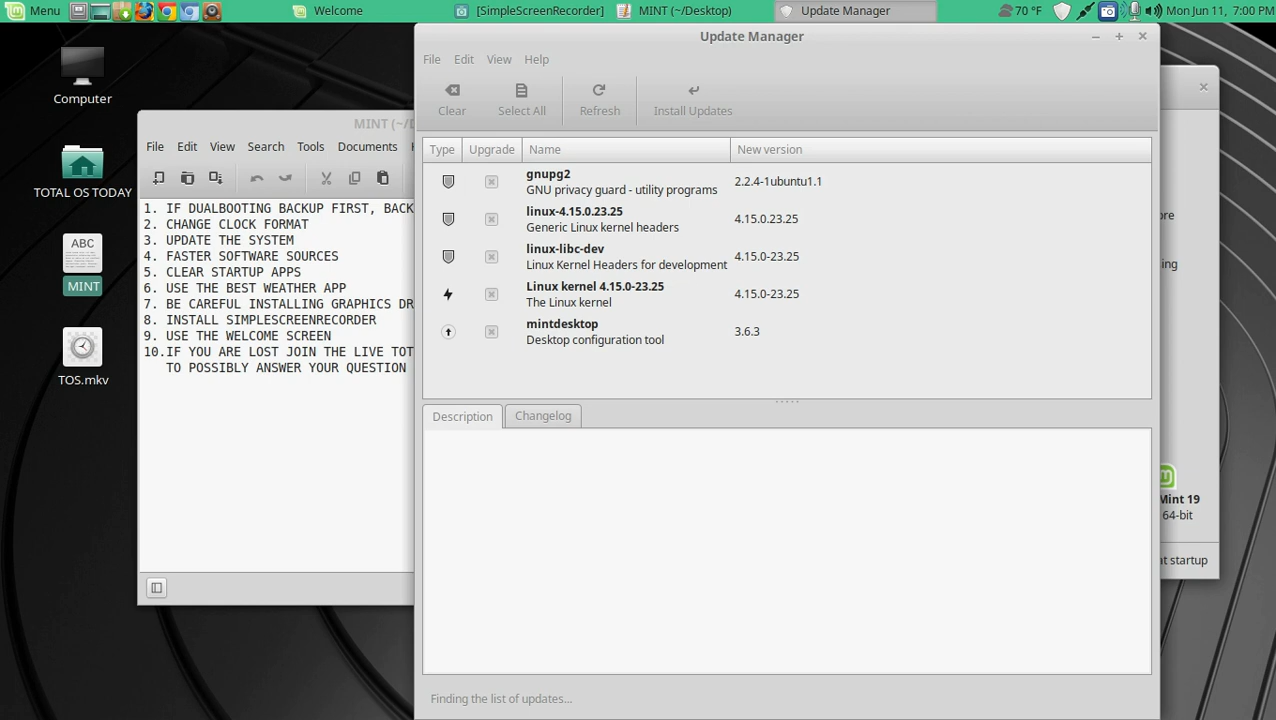 Menu
Welcome
[SimpleScreenRecorder]
MINT (~/Desktop)
Update Manager
70 °F
Mon Jun 11, 7:00 PM
Computer
TOTAL OS TODAY
ABC
MINT
TOS.mkv
MINT (~/
File Edit View Search Tools Documents
1. IF DUALBOOTING BACKUP FIRST, BACK
2. CHANGE CLOCK FORMAT
3. UPDATE THE SYSTEM
4. FASTER SOFTWARE SOURCES
5. CLEAR STARTUP APPS
6. USE THE BEST WEATHER APP
7. BE CAREFUL INSTALLING GRAPHICS DR
8. INSTALL SIMPLESCREENRECORDER
9. USE THE WELCOME SCREEN
10.IF YOU ARE LOST JOIN THE LIVE TOT
TO POSSIBLY ANSWER YOUR QUESTION
Update Manager
File Edit View Help
Clear Select All Refresh Install Updates
Type Upgrade Name New version
gnupg2
GNU privacy guard - utility programs
2.2.4-1ubuntu1.1
linux-4.15.0.23.25
Generic Linux kernel headers
4.15.0.23.25
linux-libc-dev
Linux Kernel Headers for development
4.15.0-23.25
Linux kernel 4.15.0-23.25
The Linux kernel
4.15.0-23.25
mintdesktop
Desktop configuration tool
3.6.3
Description Changelog
Finding the list of updates...
ore
ing
Mint 19
64-bit
at startup